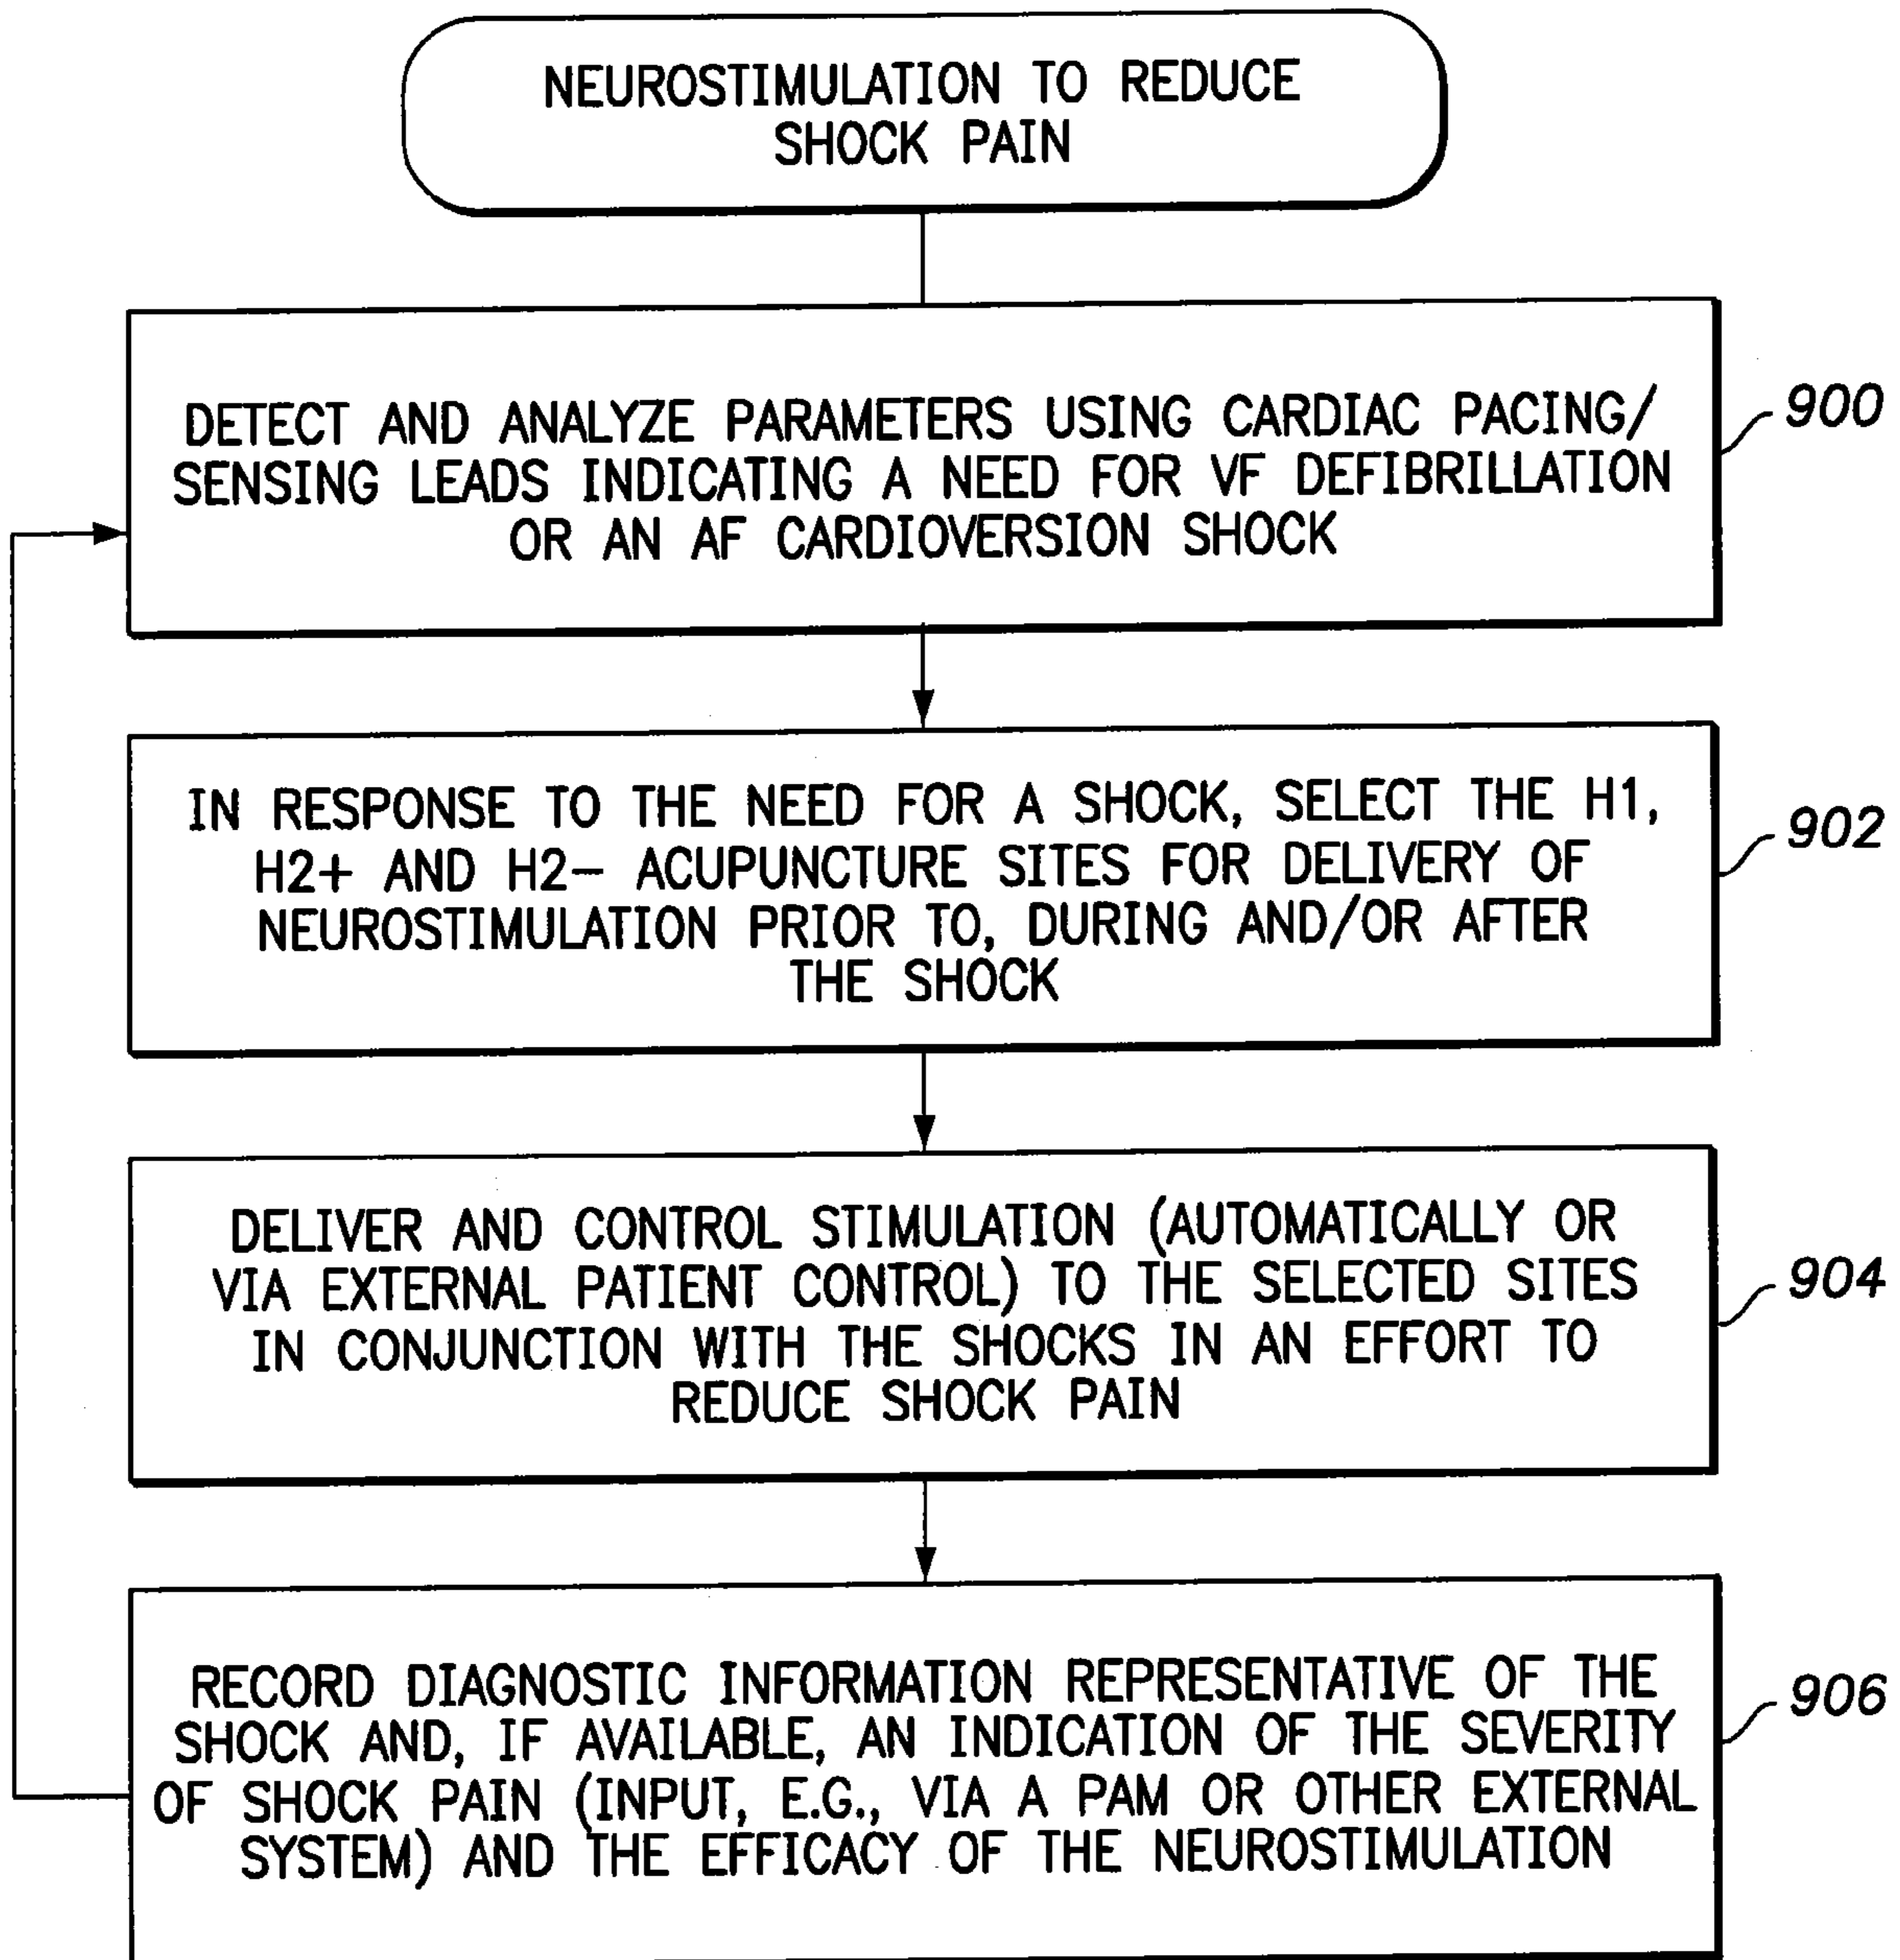 NEUROSTIMULATION TO REDUCE
SHOCK PAIN
DETECT AND ANALYZE PARAMETERS USING CARDIAC PACING/
SENSING LEADS INDICATING A NEED FOR VF DEFIBRILLATION
OR AN AF CARDIOVERSION SHOCK
900
IN RESPONSE TO THE NEED FOR A SHOCK, SELECT THE H1,
H2+ AND H2- ACUPUNCTURE SITES FOR DELIVERY OF
NEUROSTIMULATION PRIOR TO, DURING AND/OR AFTER
THE SHOCK
902
DELIVER AND CONTROL STIMULATION (AUTOMATICALLY OR
VIA EXTERNAL PATIENT CONTROL) TO THE SELECTED SITES
IN CONJUNCTION WITH THE SHOCKS IN AN EFFORT TO
REDUCE SHOCK PAIN
904
RECORD DIAGNOSTIC INFORMATION REPRESENTATIVE OF THE
SHOCK AND, IF AVAILABLE, AN INDICATION OF THE SEVERITY
OF SHOCK PAIN (INPUT, E.G., VIA A PAM OR OTHER EXTERNAL
SYSTEM) AND THE EFFICACY OF THE NEUROSTIMULATION
906